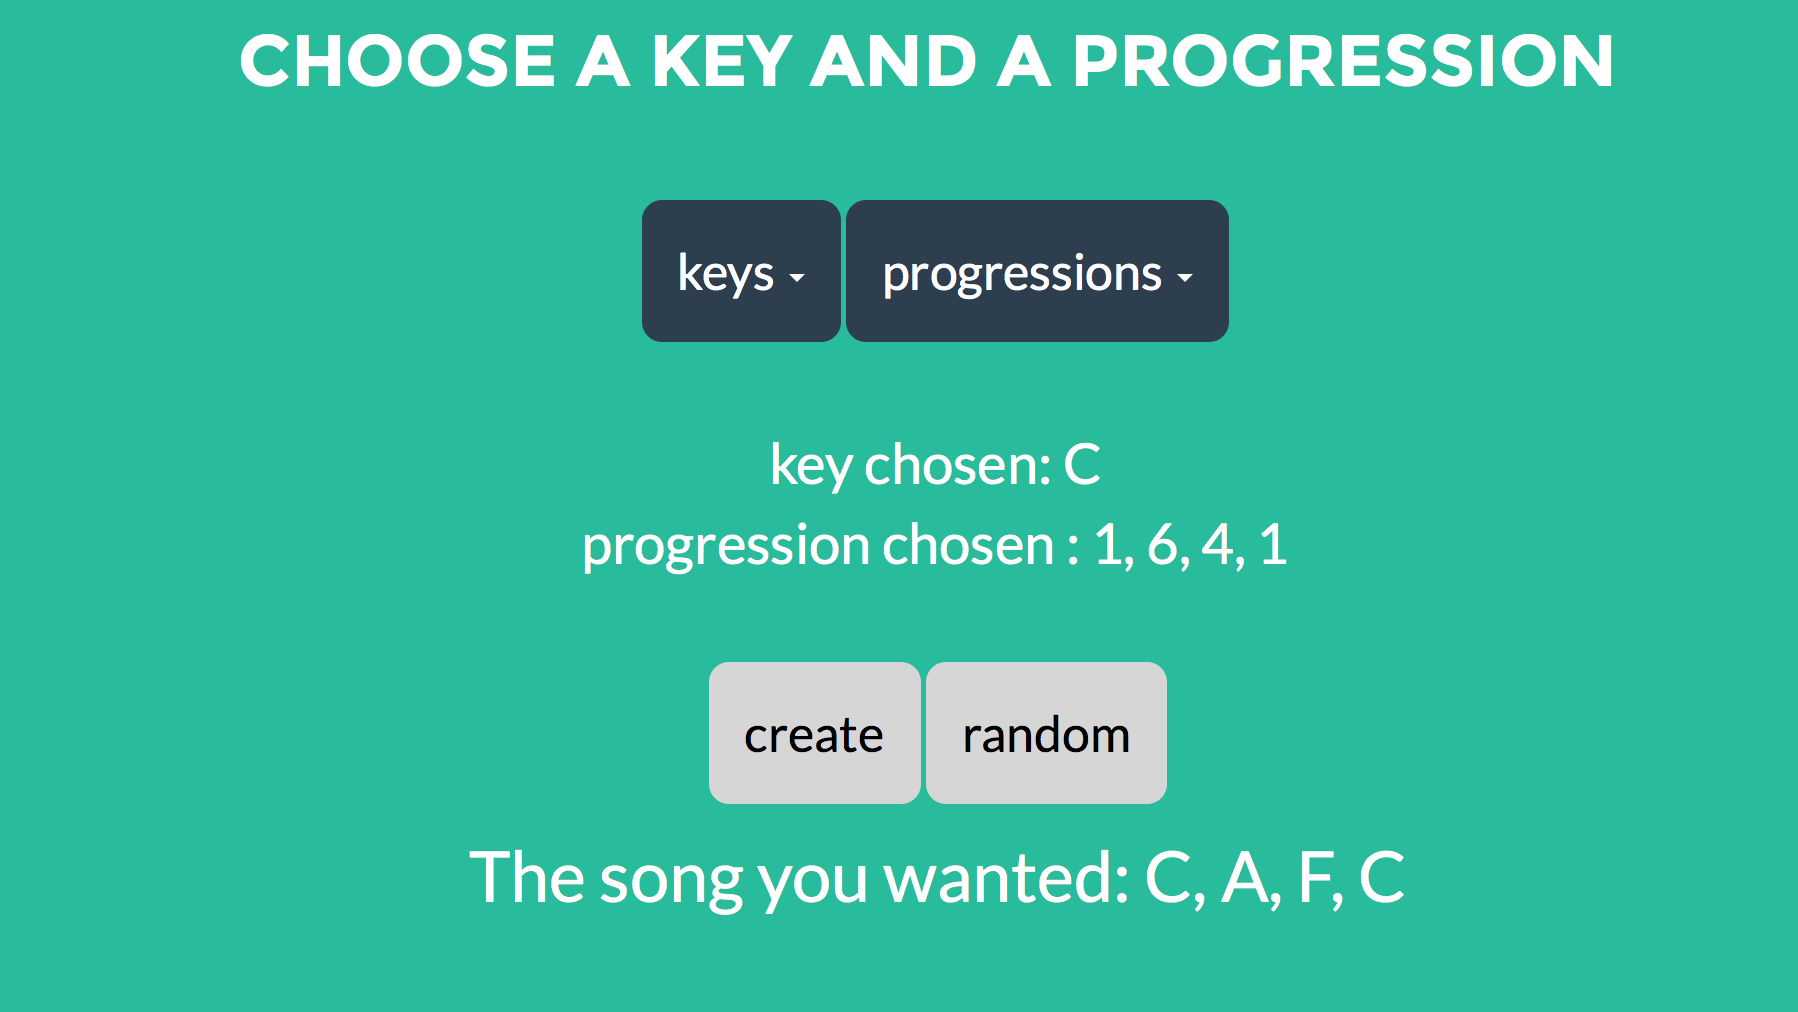 CHOOSE A KEY AND A PROGRESSION
keys progressions
key chosen: C
progression chosen : 1, 6, 4, 1
create random
The song you wanted: C, A, F, C